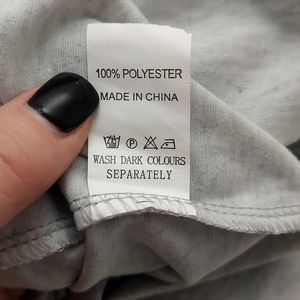 100% POLYESTER
MADE IN CHINA
WASH DARK COLOURS
SEPARATELY